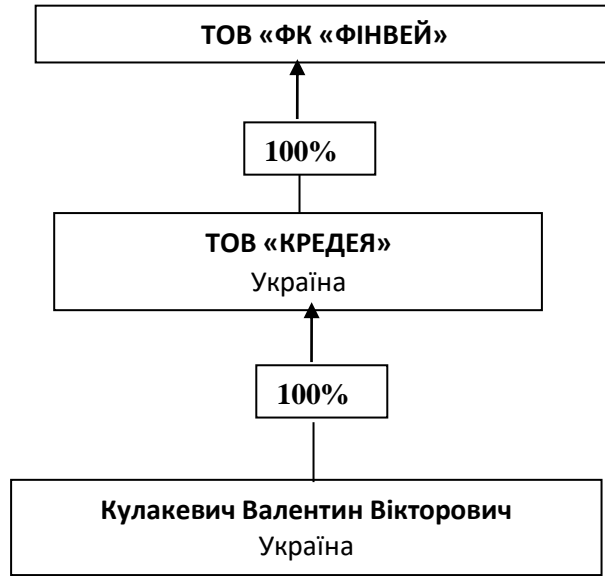 ТОВ «ФК «ФІНВЕЙ»
100%
ТОВ «КРЕДЕЯ»
Україна
100%
Кулакевич Валентин Вікторович
Україна